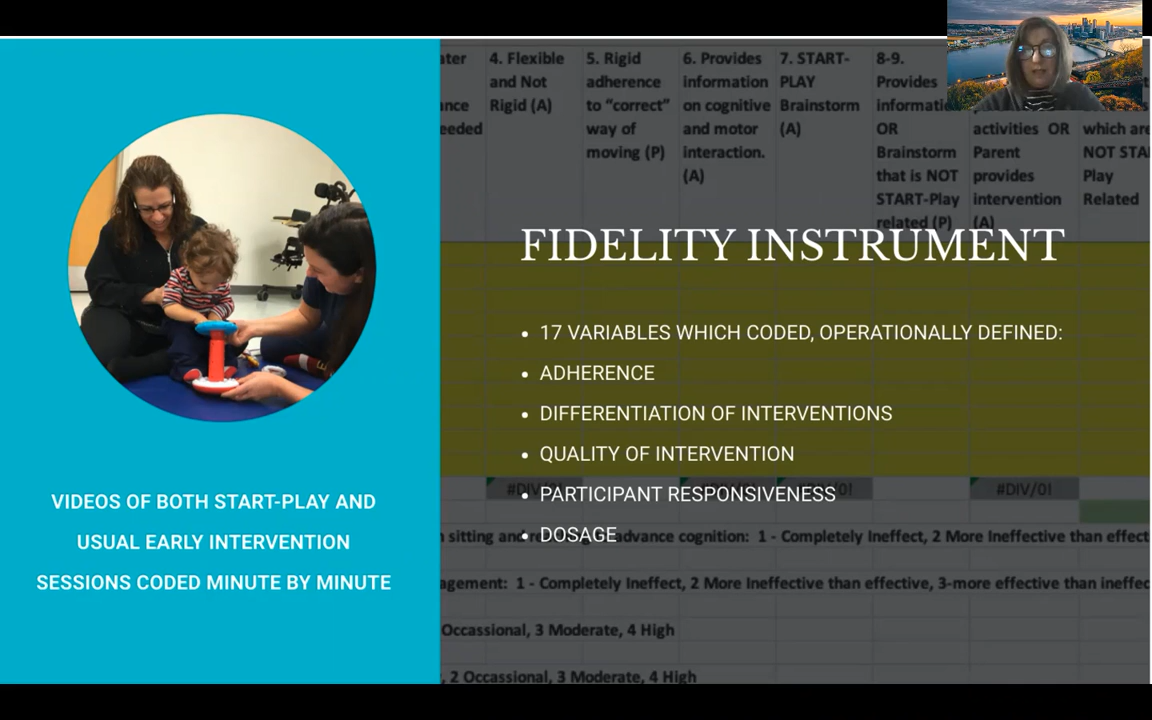 ater
ance
eeded
4. Flexible
and Not
Rigid (A)
5. Rigid
adherence
to “correct”
way of
moving (P)
6. Provides
information
on cognitive
and motor
interaction.
(A)
7. START-
PLAY
Brainstorm
(A)
8-9.
Provides
informatio
OR
Brainstorm
that is NOT
START-Play
related (P)
activities OR
Parent
provides
intervention
(A)
which are
NOT STA
Play
Related
FIDELITY INSTRUMENT
• 17 VARIABLES WHICH CODED, OPERATIONALLY DEFINED:
• ADHERENCE
• DIFFERENTIATION OF INTERVENTIONS
• QUALITY OF INTERVENTION
• PARTICIPANT RESPONSIVENESS
• DOSAGE
#DIV/0!
sitting and advance cognition: 1 - Completely Ineffect, 2 More Ineffective than effect
agement: 1 - Completely Ineffect, 2 More Ineffective than effective, 3-more effective than ineffec
Occassional, 3 Moderate, 4 High
, 2 Occassional, 3 Moderate, 4 High
VIDEOS OF BOTH START-PLAY AND
USUAL EARLY INTERVENTION
SESSIONS CODED MINUTE BY MINUTE